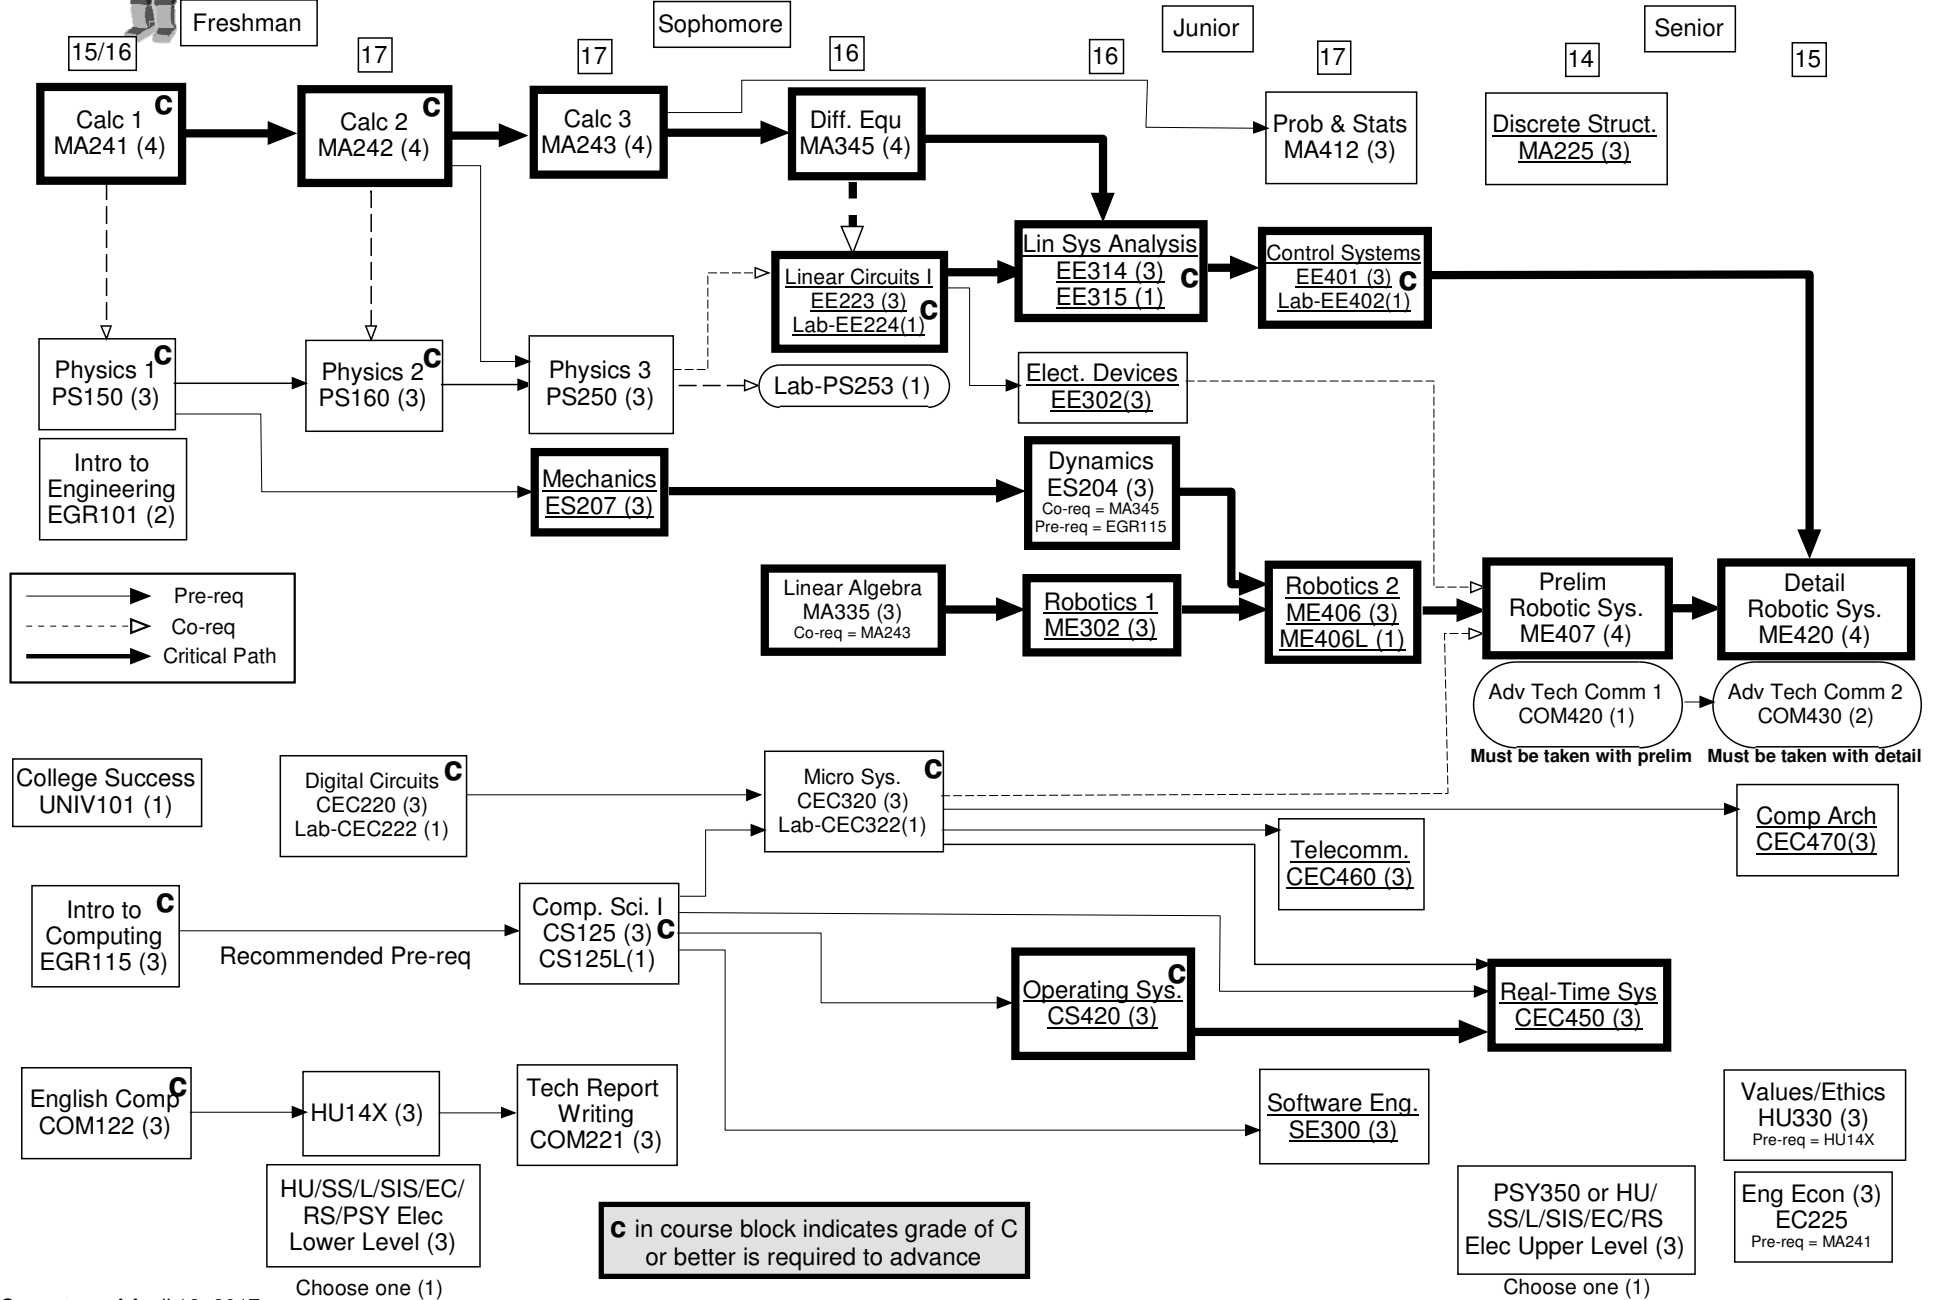 Freshman
Sophomore
Junior
Senior
15/16
17
17
16
16
17
14
15
Calc 1 C
MA241 (4)
Calc 2 C
MA242 (4)
Calc 3
MA243 (4)
Diff. Equ
MA345 (4)
Prob & Stats
MA412 (3)
Discrete Struct.
MA225 (3)
Linear Circuits I
EE223 (3) C
Lab-EE224(1)
Lin Sys Analysis
EE314 (3) C
EE315 (1)
Control Systems
EE401 (3) C
Lab-EE402(1)
Physics 1 C
PS150 (3)
Physics 2 C
PS160 (3)
Physics 3
PS250 (3)
Lab-PS253 (1)
Elect. Devices
EE302(3)
Intro to
Engineering
EGR101 (2)
Mechanics
ES207 (3)
Dynamics
ES204 (3)
Co-req = MA345
Pre-req = EGR115
Pre-req
Co-req
Critical Path
Linear Algebra
MA335 (3)
Co-req = MA243
Robotics 1
ME302 (3)
Robotics 2
ME406 (3)
ME406L (1)
Prelim
Robotic Sys.
ME407 (4)
Detail
Robotic Sys.
ME420 (4)
Adv Tech Comm 1
COM420 (1)
Must be taken with prelim
Adv Tech Comm 2
COM430 (2)
Must be taken with detail
College Success
UNIV101 (1)
Digital Circuits C
CEC220 (3)
Lab-CEC222 (1)
Micro Sys. C
CEC320 (3)
Lab-CEC322(1)
Telecomm.
CEC460 (3)
Comp Arch
CEC470(3)
Intro to C
Computing
EGR115 (3)
Recommended Pre-req
Comp. Sci. I
CS125 (3) C
CS125L(1)
Operating Sys. C
CS420 (3)
Real-Time Sys
CEC450 (3)
English Comp C
COM122 (3)
HU14X (3)
Tech Report
Writing
COM221 (3)
Software Eng.
SE300 (3)
Values/Ethics
HU330 (3)
Pre-req = HU14X
HU/SS/L/SIS/EC/
RS/PSY Elec
Lower Level (3)
Choose one (1)
C in course block indicates grade of C
or better is required to advance
PSY350 or HU/
SS/L/SIS/EC/RS
Elec Upper Level (3)
Choose one (1)
Eng Econ (3)
EC225
Pre-req = MA241